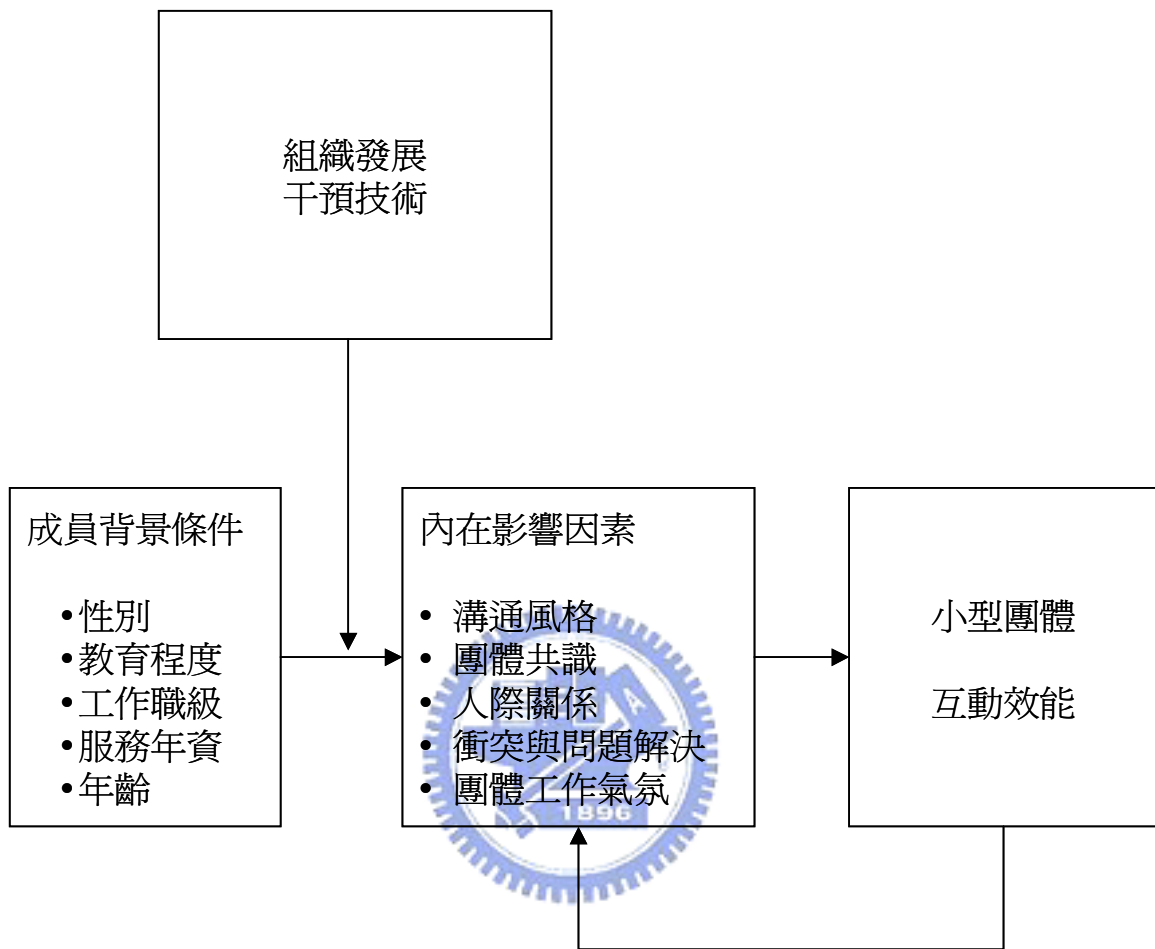 組織發展
干預技術
成員背景條件
•性別
•教育程度
•工作職級
•服務年資
•年齡
內在影響因素
• 溝通風格
• 團體共識
• 人際關係
• 衝突與問題解決
• 團體工作氣氛
1896
小型團體
互動效能